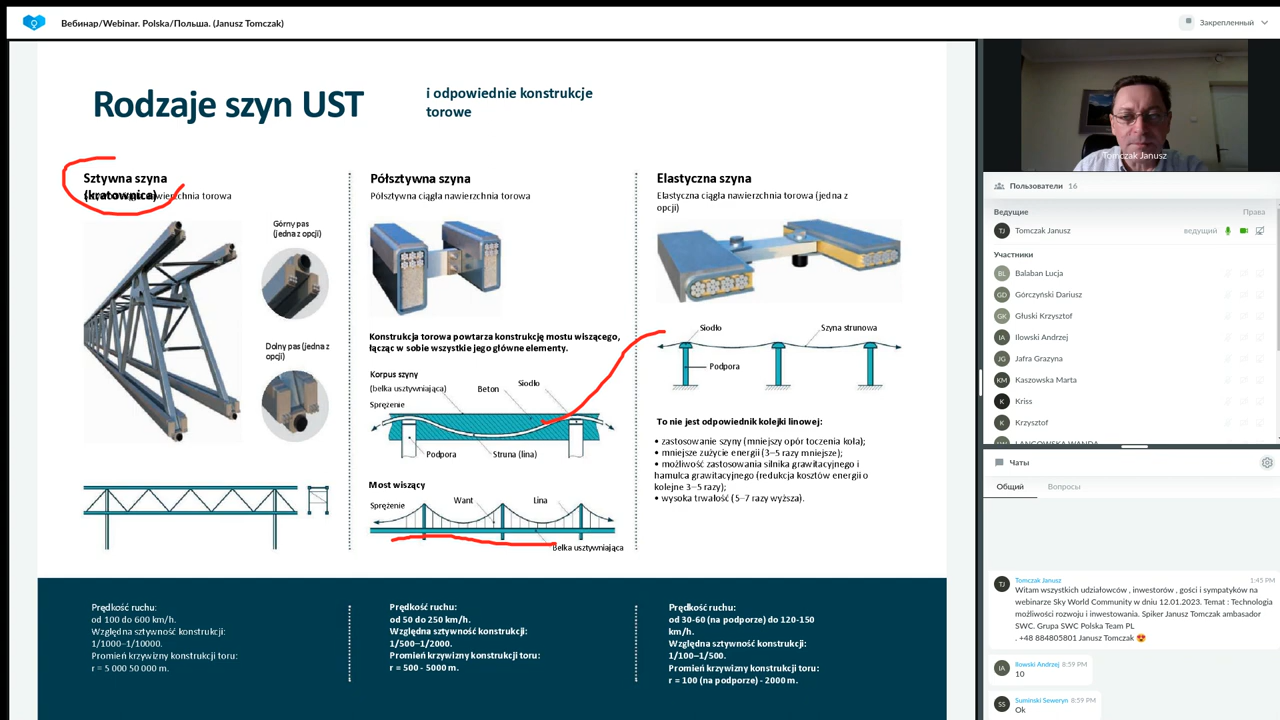 Вебинар/Webinar. Polska/Польша. (Janusz Tomczak)
Закрепленный
Rodzaje szyn UST
i odpowiednie konstrukcje
torowe
Sztywna szyna
(kratownica)
nawierzchnia torowa
Górny pas
(jedna z opcji)
Dolny pas (jedna z
opcji)
Półsztywna szyna
Półsztywna ciągła nawierzchnia torowa
Konstrukcja torowa powtarza konstrukcję mostu wiszącego,
łącząc w sobie wszystkie jego główne elementy.
Korpus szyny
(belka usztywniająca)
Beton
Siodło
Sprężenie
Podpora
Struna (lina)
Most wiszący
Sprężenie
Want
Lina
Belka usztywniająca
Elastyczna szyna
Elastyczna ciągła nawierzchnia torowa (jedna z
opcji)
Siodło
Szyna strunowa
Podpora
To nie jest odpowiednik kolejki linowej:
• zastosowanie szyny (mniejszy opór toczenia koła);
• mniejsze zużycie energii (3–5 razy mniejsze);
• możliwość zastosowania silnika grawitacyjnego i
hamulca grawitacyjnego (redukcja kosztów energii o
kolejne 3–5 razy);
• wysoka trwałość (5–7 razy wyższa).
Prędkość ruchu:
od 100 do 600 km/h.
Względna sztywność konstrukcji:
1/1000–1/10000.
Promień krzywizny konstrukcji toru:
r = 5 000 50 000 m.
Prędkość ruchu:
od 50 do 250 km/h.
Względna sztywność konstrukcji:
1/500–1/2000.
Promień krzywizny konstrukcji toru:
r = 500 - 5000 m.
Prędkość ruchu:
od 30-60 (na podporze) do 120-150
km/h.
Względna sztywność konstrukcji:
1/100–1/500.
Promień krzywizny konstrukcji toru:
r = 100 (na podporze) - 2000 m.
Tomczak Janusz
Пользователи 16
Ведущие Права
TJ Tomczak Janusz ведущий
Участники
BL Balaban Lucja
GD Górczyński Dariusz
GK Głuski Krzysztof
IA Ilowski Andrzej
JG Jafra Grazyna
KM Kaszowska Marta
K Kriss
K Krzysztof
LANGOWSKA WANDA
Чаты
Общий Вопросы
TJ Tomczak Janusz 1:45 PM
Witam wszystkich udziałowców , inwestorów , gości i sympatyków na
webinarze Sky World Community w dniu 12.01.2023. Temat : Technologia
możliwości rozwoju i inwestowania. Spiker Janusz Tomczak ambasador
SWC. Grupa SWC Polska Team PL
. +48 884805801 Janusz Tomczak 😍
IA Ilowski Andrzej 8:59 PM
10
SS Suminski Seweryn 8:59 PM
Ok